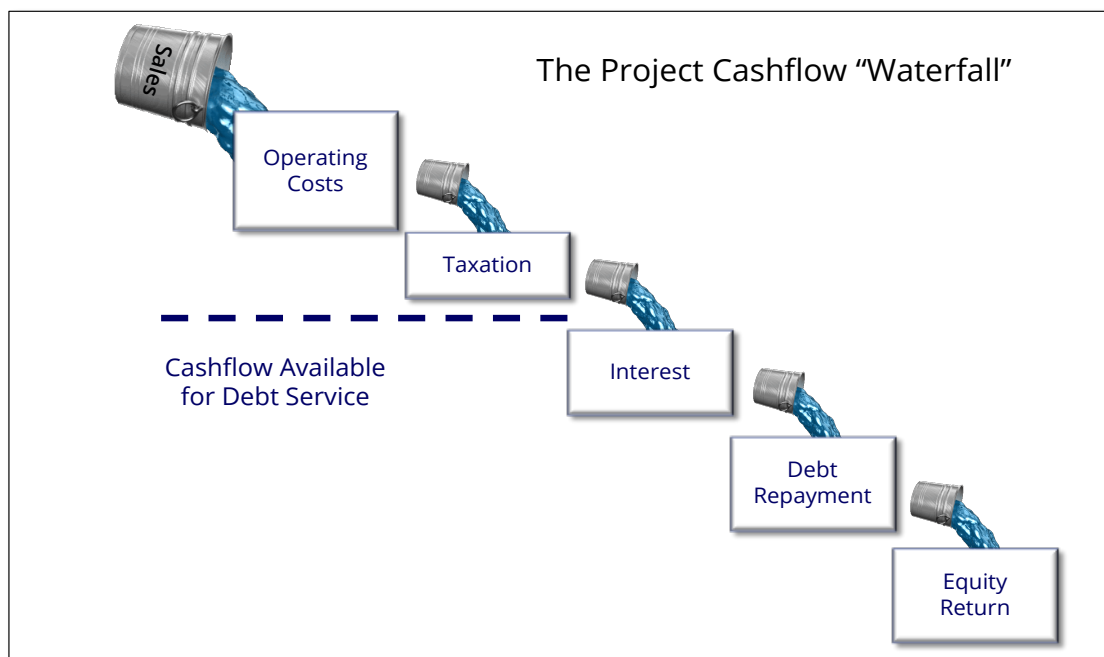 The Project Cashflow “Waterfall”
Sales
Operating
Costs
Taxation
Cashflow Available
for Debt Service
Interest
Debt
Repayment
Equity
Return